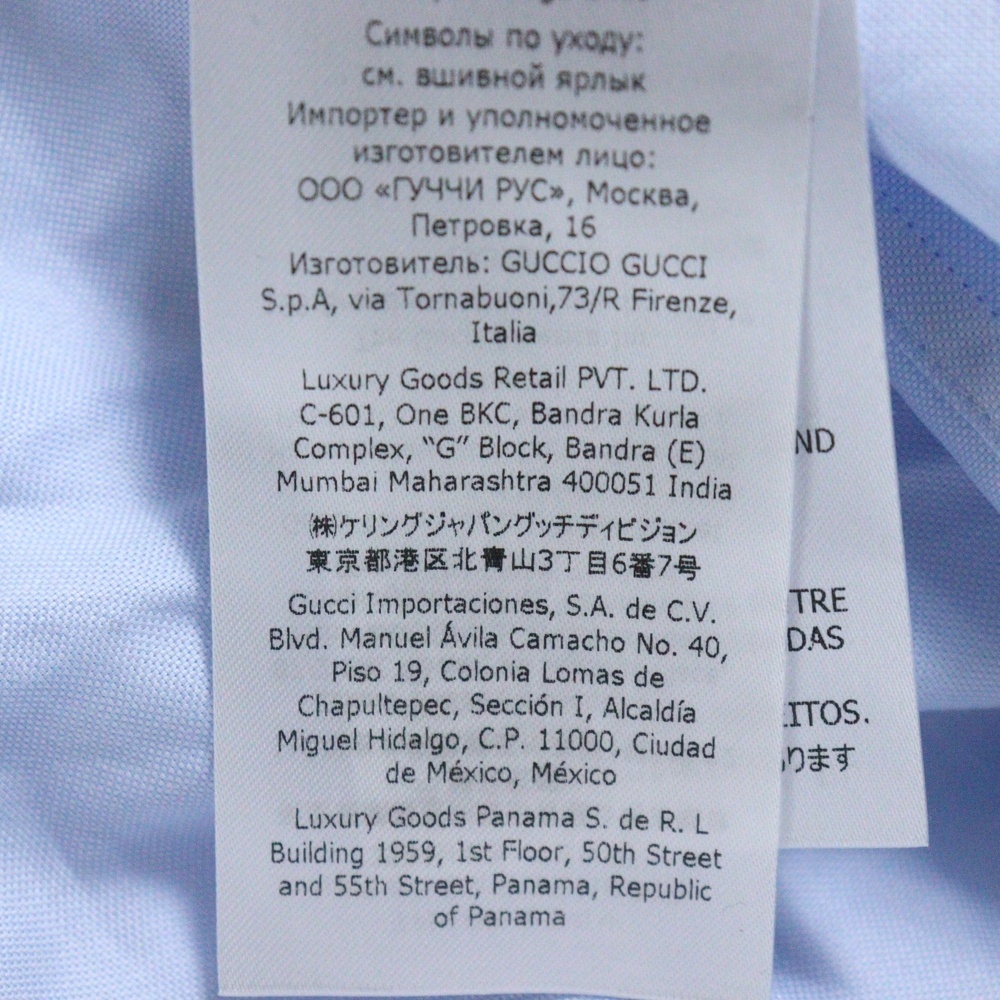 Символы по уходу:
см. вшивной ярлык
Импортер и уполномоченное
изготовителем лицо:
ООО «ГУЧЧИ РУС», Москва,
Петровка, 16
Изготовитель: GUCCIO GUCCI
S.p.A, via Tornabuoni,73/R Firenze,
Italia
Luxury Goods Retail PVT. LTD.
C-601, One BKC, Bandra Kurla
Complex, “G” Block, Bandra (E)
Mumbai Maharashtra 400051 India
㈱ケリングジャパングッチディビジョン
東京都港区北青山3丁目6番7号
Gucci Importaciones, S.A. de C.V.
Blvd. Manuel Ávila Camacho No. 40,
Piso 19, Colonia Lomas de
Chapultepec, Sección I, Alcaldía
Miguel Hidalgo, C.P. 11000, Ciudad
de México, México
Luxury Goods Panama S. de R. L
Building 1959, 1st Floor, 50th Street
and 55th Street, Panama, Republic
of Panama
ND
TRE
DAS
ITOS.
ります